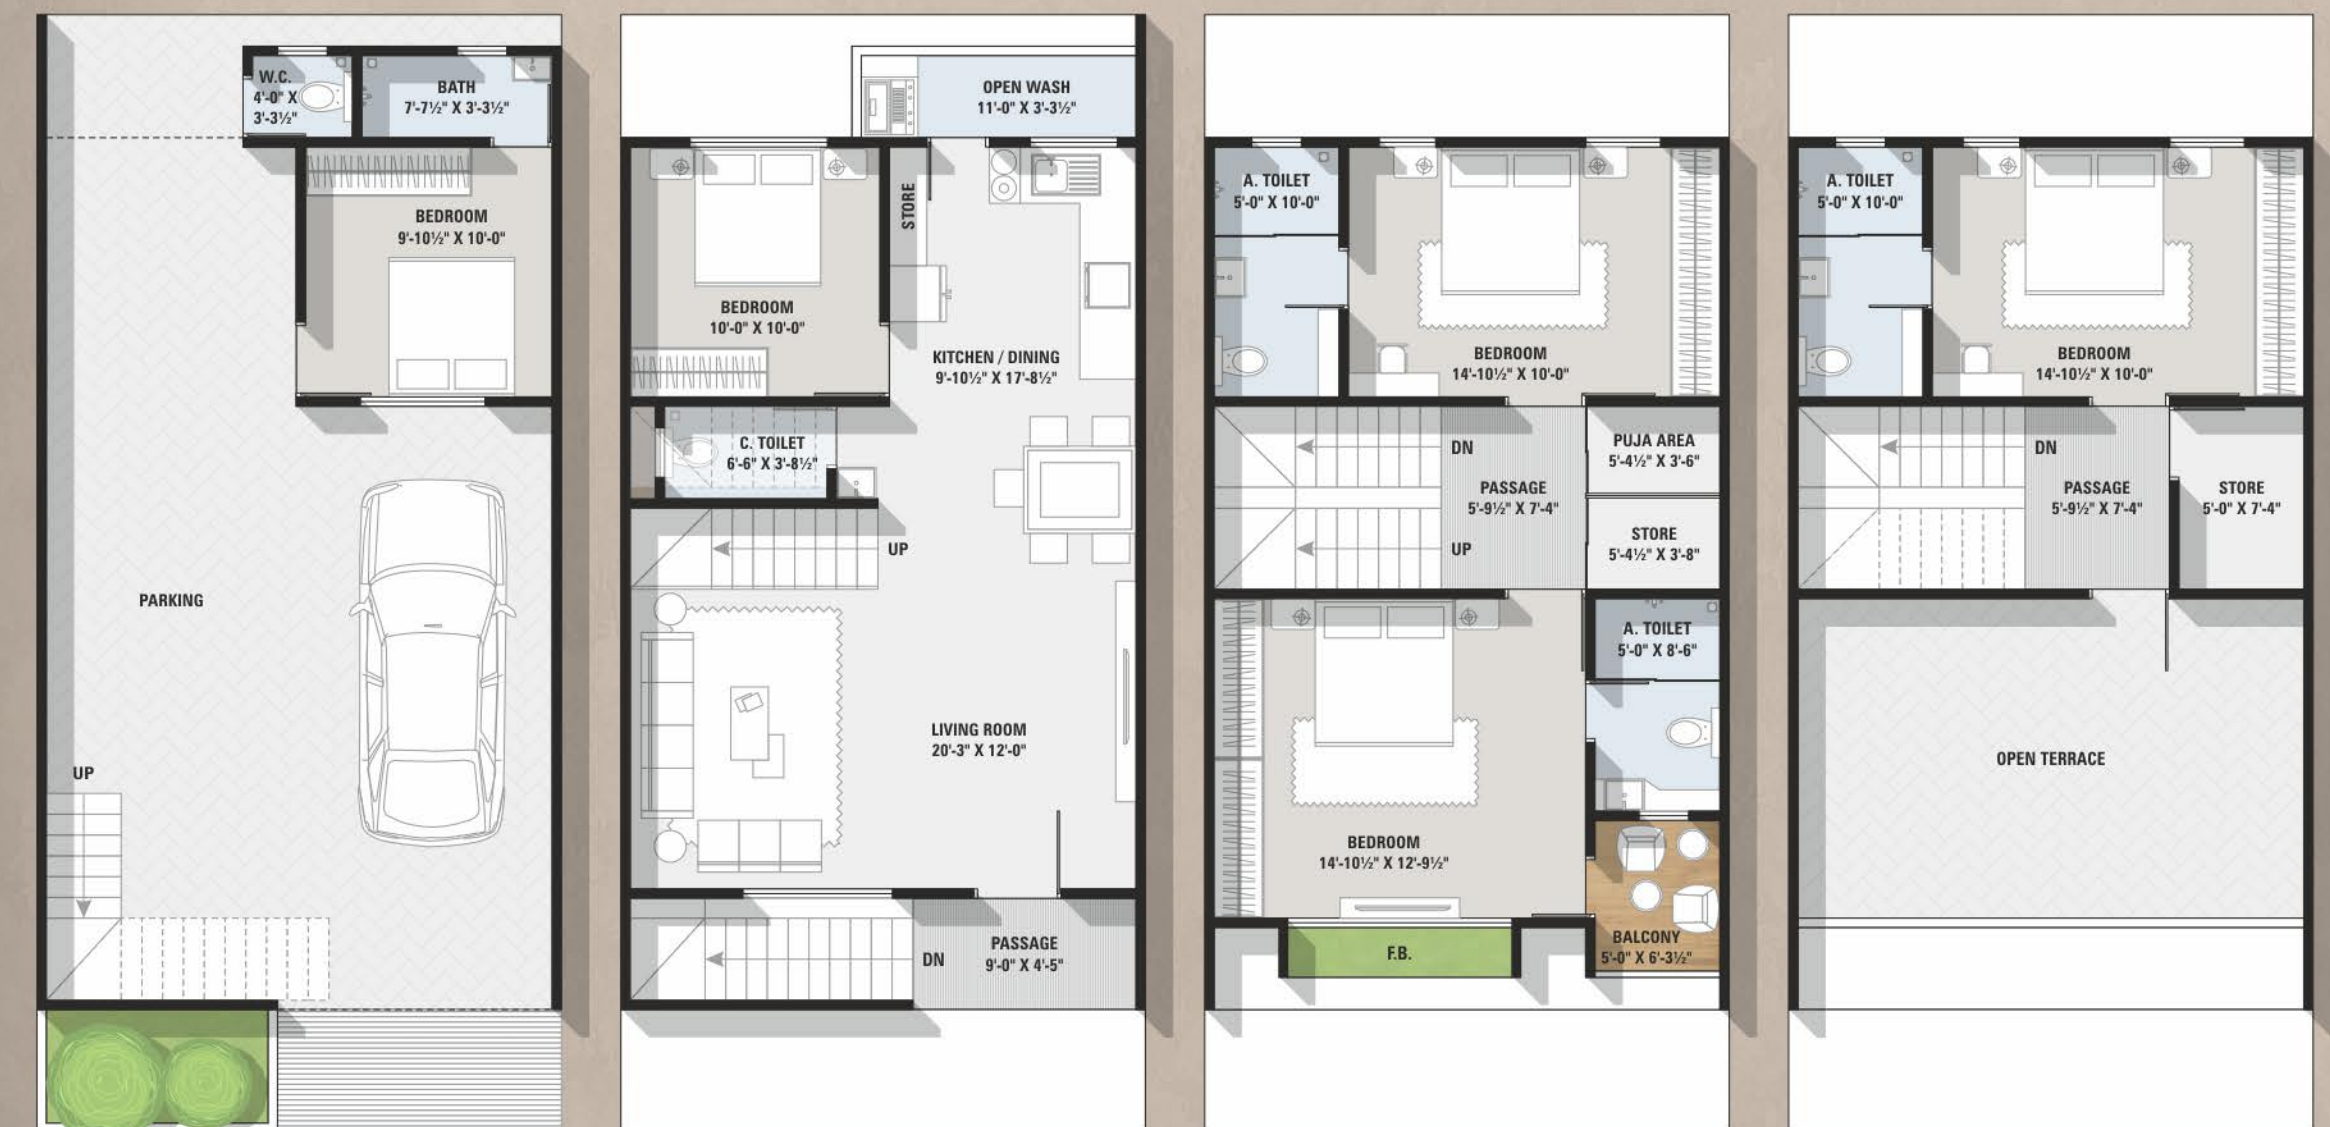 W.C.
4'-0" X
3'-3½"
BATH
7'-7½" X 3'-3½"
BEDROOM
9'-10½" X 10'-0"
PARKING
UP
OPEN WASH
11'-0" X 3'-3½"
STORE
BEDROOM
10'-0" X 10'-0"
KITCHEN / DINING
9'-10½" X 17'-8½"
C. TOILET
6'-6" X 3'-8½"
UP
LIVING ROOM
20'-3" X 12'-0"
DN
PASSAGE
9'-0" X 4'-5"
A. TOILET
5'-0" X 10'-0"
BEDROOM
14'-10½" X 10'-0"
DN
PASSAGE
5'-9½" X 7'-4"
UP
PUJA AREA
5'-4½" X 3'-6"
STORE
5'-4½" X 3'-8"
A. TOILET
5'-0" X 8'-6"
BEDROOM
14'-10½" X 12'-9½"
F.B.
BALCONY
5'-0" X 6'-3½"
A. TOILET
5'-0" X 10'-0"
BEDROOM
14'-10½" X 10'-0"
DN
PASSAGE
5'-9½" X 7'-4"
STORE
5'-0" X 7'-4"
OPEN TERRACE